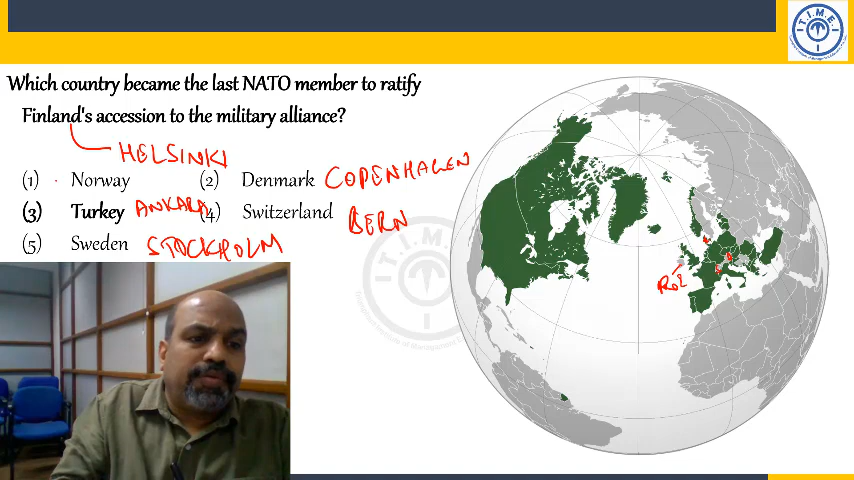 T.I.M.E.I
Which country became the last NATO member to ratify
Finland's accession to the military alliance?
HELSINKI
(1) Norway (2) Denmark COPENHAGEN
(3) Turkey ANKARA (4) Switzerland BERN
(5) Sweden STOCKHOLM
RoI
T.I.M.E.I